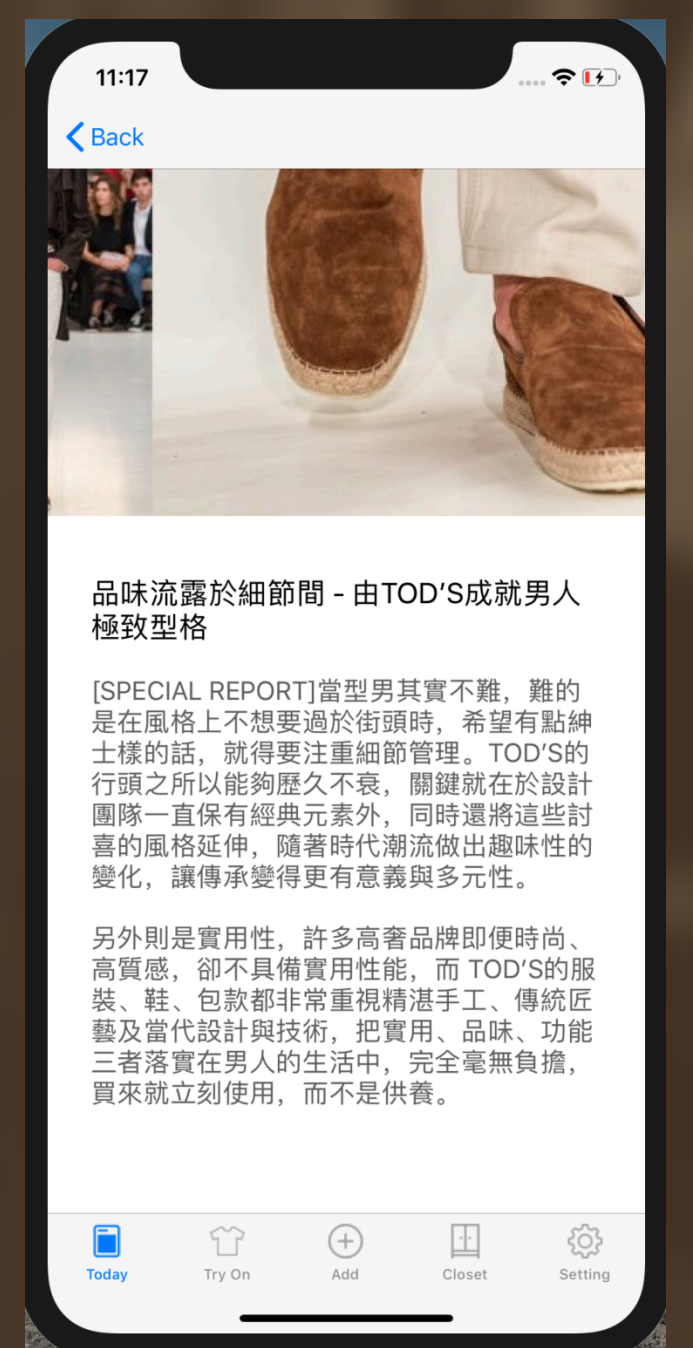 11:17
Back
品味流露於細節間 - 由TOD'S成就男人
極致型格
[SPECIAL REPORT]當型男其實不難，難的
是在風格上不想要過於街頭時，希望有點紳
士樣的話，就得要注重細節管理。TOD'S的
行頭之所以能夠歷久不衰，關鍵就在於設計
團隊一直保有經典元素外，同時還將這些討
喜的風格延伸，隨著時代潮流做出趣味性的
變化，讓傳承變得更有意義與多元性。
另外則是實用性，許多高奢品牌即便時尚、
高質感，卻不具備實用性能，而 TOD'S的服
裝、鞋、包款都非常重視精湛手工、傳統匠
藝及當代設計與技術，把實用、品味、功能
三者落實在男人的生活中，完全毫無負擔，
買來就立刻使用，而不是供養。
Today Try On Add Closet Setting